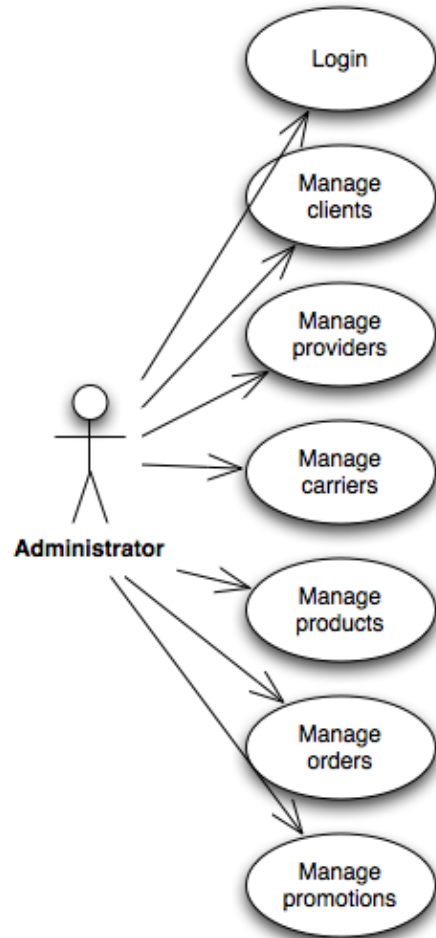 Login
Manage
clients
Manage
providers
Manage
carriers
Administrator
Manage
products
Manage
orders
Manage
promotions